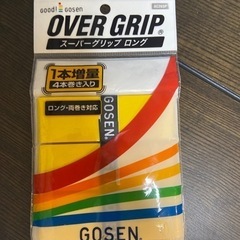 GOOD! GOSEN
OVER GRIP®
スーパーグリップ ロング
1本増量
4本巻き入り
ロング・両巻き対応
GOSEN.
GOSEN.